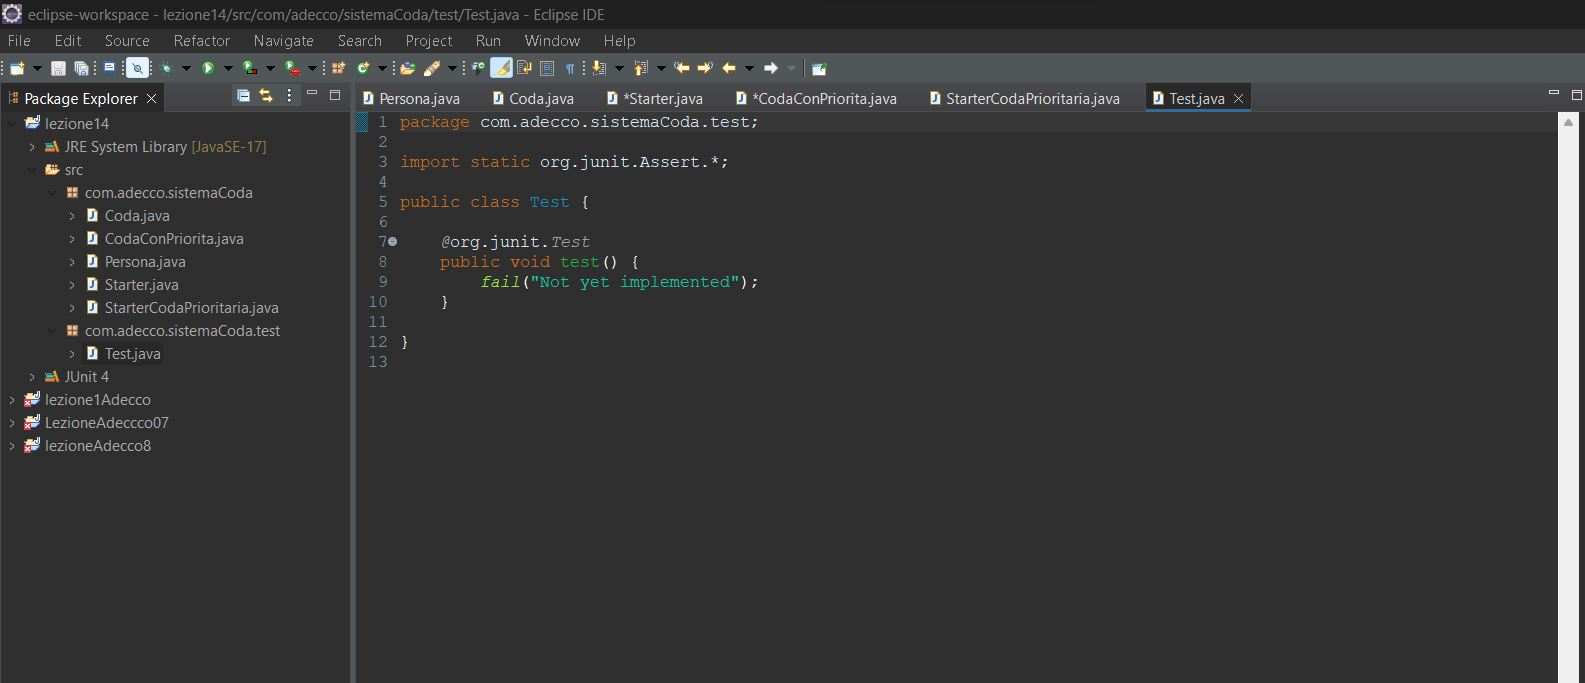 eclipse-workspace - lezione14/src/com/adecco/sistemaCoda/test/Test.java - Eclipse IDE
File Edit Source Refactor Navigate Search Project Run Window Help
Package Explorer
lezione14
JRE System Library [JavaSE-17]
src
com.adecco.sistemaCoda
Coda.java
CodaConPriorita.java
Persona.java
Starter.java
StarterCodaPrioritaria.java
com.adecco.sistemaCoda.test
Test.java
JUnit 4
lezione1Adecco
LezioneAdeccco07
lezioneAdecco8
Persona.java Coda.java *Starter.java *CodaConPriorita.java StarterCodaPrioritaria.java Test.java
1 package com.adecco.sistemaCoda.test;
2
3 import static org.junit.Assert.*;
4
5 public class Test {
6
7 @org.junit.Test
8 public void test() {
9 fail("Not yet implemented");
10 }
11
12 }
13